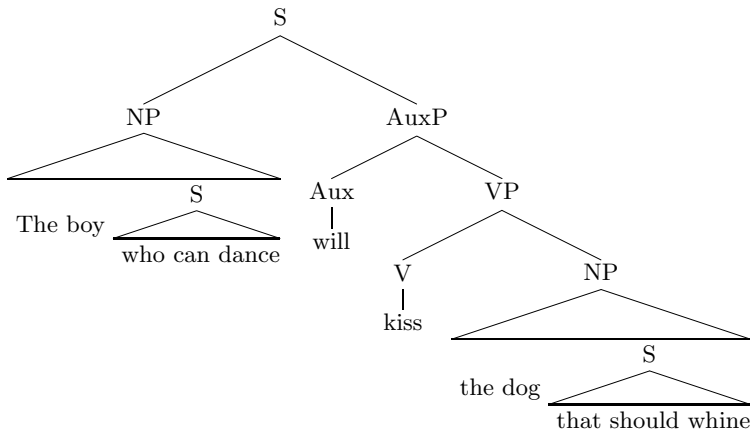 S
NP AuxP
S Aux VP
The boy
will
who can dance
V NP
kiss
S
the dog
that should whine